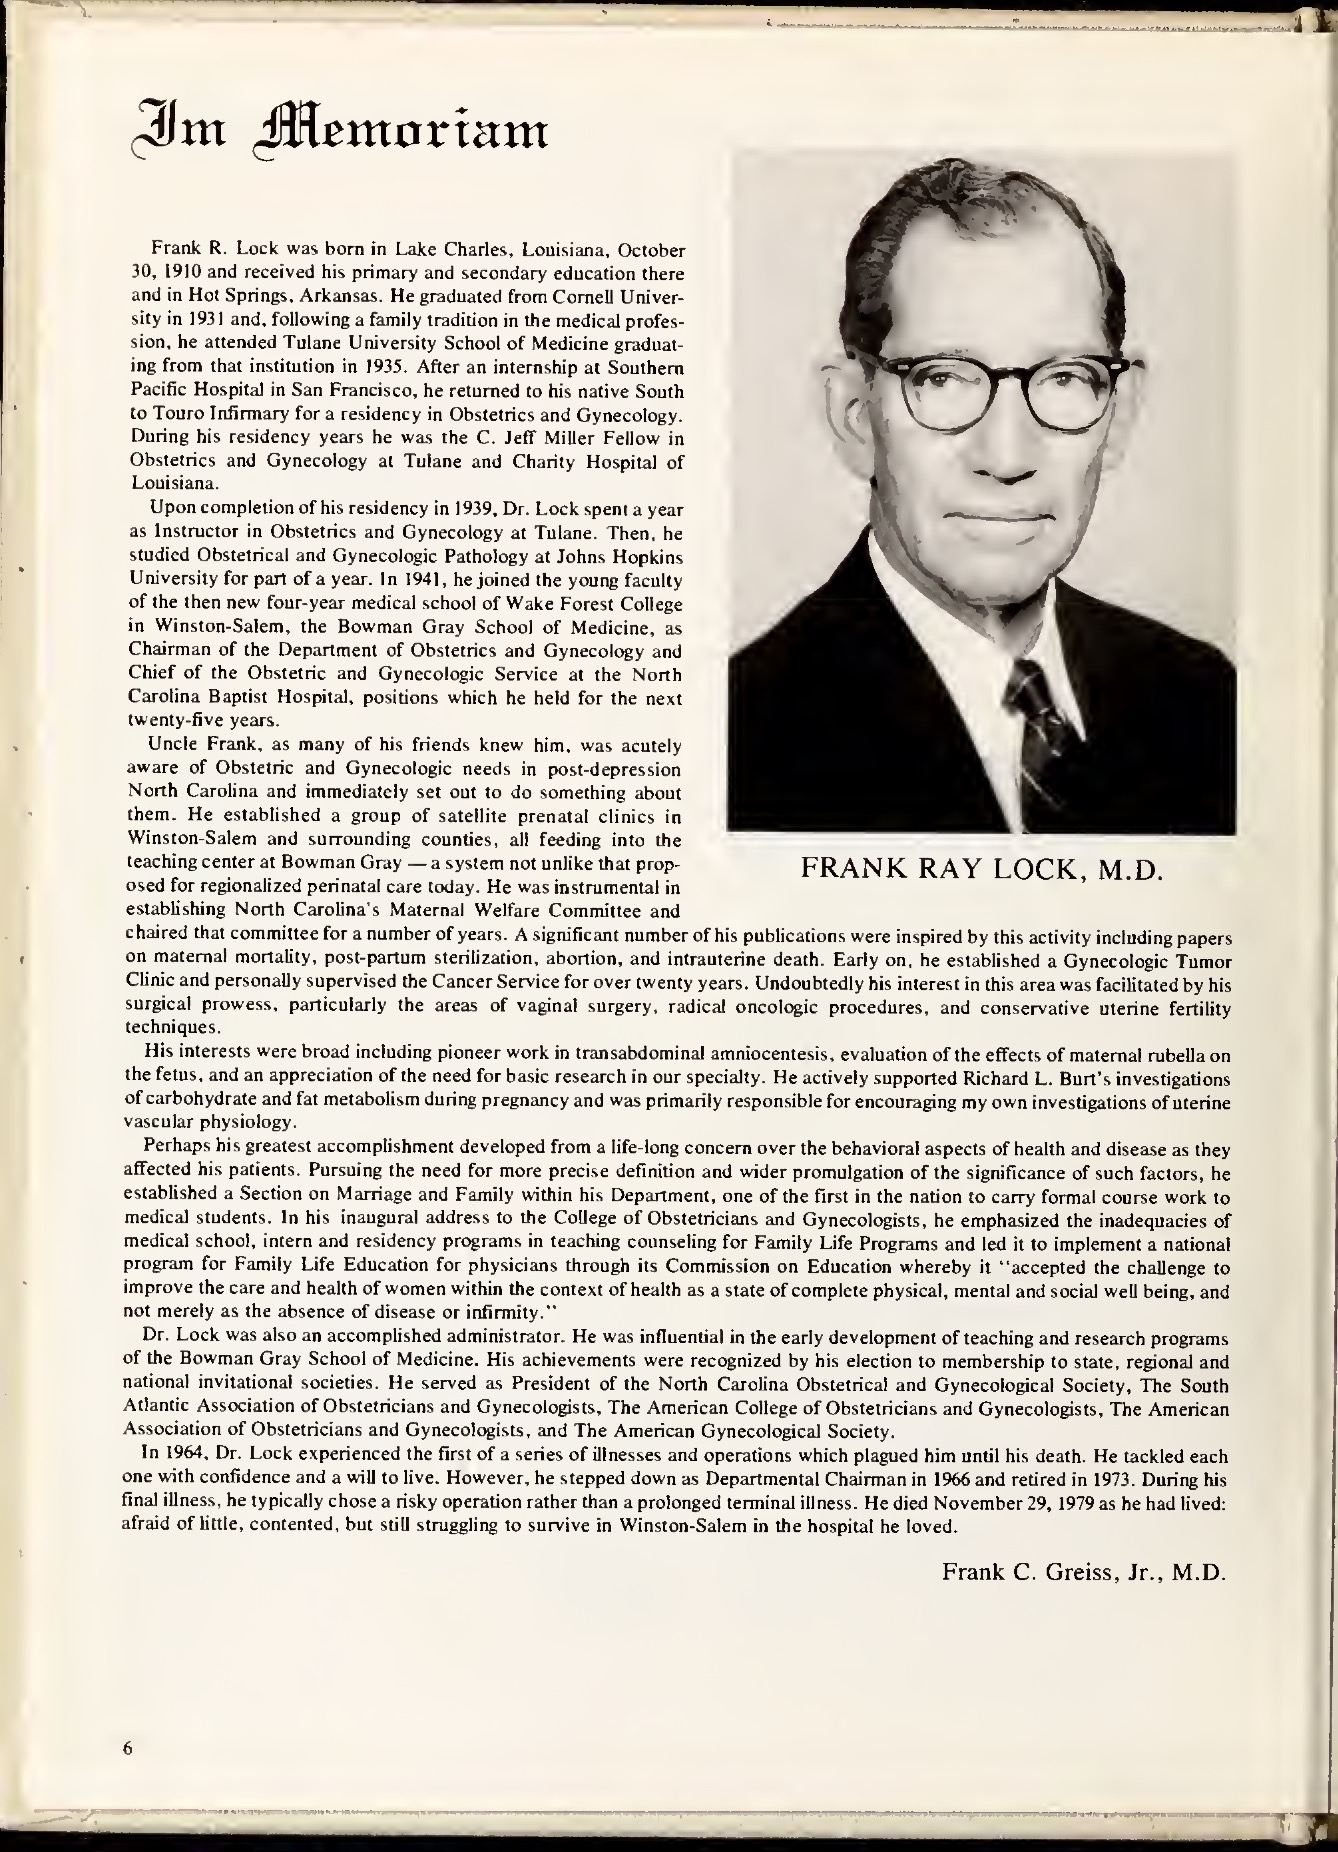 Im Memoriam
Frank R. Lock was born in Lake Charles, Louisiana, October
30, 1910 and received his primary and secondary education there
and in Hot Springs, Arkansas. He graduated from Cornell Univer-
sity in 1931 and, following a family tradition in the medical profes-
sion, he attended Tulane University School of Medicine graduat-
ing from that institution in 1935. After an internship at Southern
Pacific Hospital in San Francisco, he returned to his native South
to Touro Infirmary for a residency in Obstetrics and Gynecology.
During his residency years he was the C. Jeff Miller Fellow in
Obstetrics and Gynecology at Tulane and Charity Hospital of
Louisiana.
Upon completion of his residency in 1939, Dr. Lock spent a year
as Instructor in Obstetrics and Gynecology at Tulane. Then, he
studied Obstetrical and Gynecologic Pathology at Johns Hopkins
University for part of a year. In 1941, he joined the young faculty
of the then new four-year medical school of Wake Forest College
in Winston-Salem, the Bowman Gray School of Medicine, as
Chairman of the Department of Obstetrics and Gynecology and
Chief of the Obstetric and Gynecologic Service at the North
Carolina Baptist Hospital, positions which he held for the next
twenty-five years.
Uncle Frank, as many of his friends knew him, was acutely
aware of Obstetric and Gynecologic needs in post-depression
North Carolina and immediately set out to do something about
them. He established a group of satellite prenatal clinics in
Winston-Salem and surrounding counties, all feeding into the
teaching center at Bowman Gray — a system not unlike that prop-
osed for regionalized perinatal care today. He was instrumental in
establishing North Carolina's Maternal Welfare Committee and
chaired that committee for a number of years. A significant number of his publications were inspired by this activity including papers
on maternal mortality, post-partum sterilization, abortion, and intrauterine death. Early on, he established a Gynecologic Tumor
Clinic and personally supervised the Cancer Service for over twenty years. Undoubtedly his interest in this area was facilitated by his
surgical prowess, particularly the areas of vaginal surgery, radical oncologic procedures, and conservative uterine fertility
techniques.
His interests were broad including pioneer work in transabdominal amniocentesis, evaluation of the effects of maternal rubella on
the fetus, and an appreciation of the need for basic research in our specialty. He actively supported Richard L. Burt's investigations
of carbohydrate and fat metabolism during pregnancy and was primarily responsible for encouraging my own investigations of uterine
vascular physiology.
Perhaps his greatest accomplishment developed from a life-long concern over the behavioral aspects of health and disease as they
affected his patients. Pursuing the need for more precise definition and wider promulgation of the significance of such factors, he
established a Section on Marriage and Family within his Department, one of the first in the nation to carry formal course work to
medical students. In his inaugural address to the College of Obstetricians and Gynecologists, he emphasized the inadequacies of
medical school, intern and residency programs in teaching counseling for Family Life Programs and led it to implement a national
program for Family Life Education for physicians through its Commission on Education whereby it "accepted the challenge to
improve the care and health of women within the context of health as a state of complete physical, mental and social well being, and
not merely as the absence of disease or infirmity."
Dr. Lock was also an accomplished administrator. He was influential in the early development of teaching and research programs
of the Bowman Gray School of Medicine. His achievements were recognized by his election to membership to state, regional and
national invitational societies. He served as President of the North Carolina Obstetrical and Gynecological Society, The South
Atlantic Association of Obstetricians and Gynecologists, The American College of Obstetricians and Gynecologists, The American
Association of Obstetricians and Gynecologists, and The American Gynecological Society.
In 1964, Dr. Lock experienced the first of a series of illnesses and operations which plagued him until his death. He tackled each
one with confidence and a will to live. However, he stepped down as Departmental Chairman in 1966 and retired in 1973. During his
final illness, he typically chose a risky operation rather than a prolonged terminal illness. He died November 29, 1979 as he had lived:
afraid of little, contented, but still struggling to survive in Winston-Salem in the hospital he loved.
Frank C. Greiss, Jr., M.D.
FRANK RAY LOCK, M.D.
6